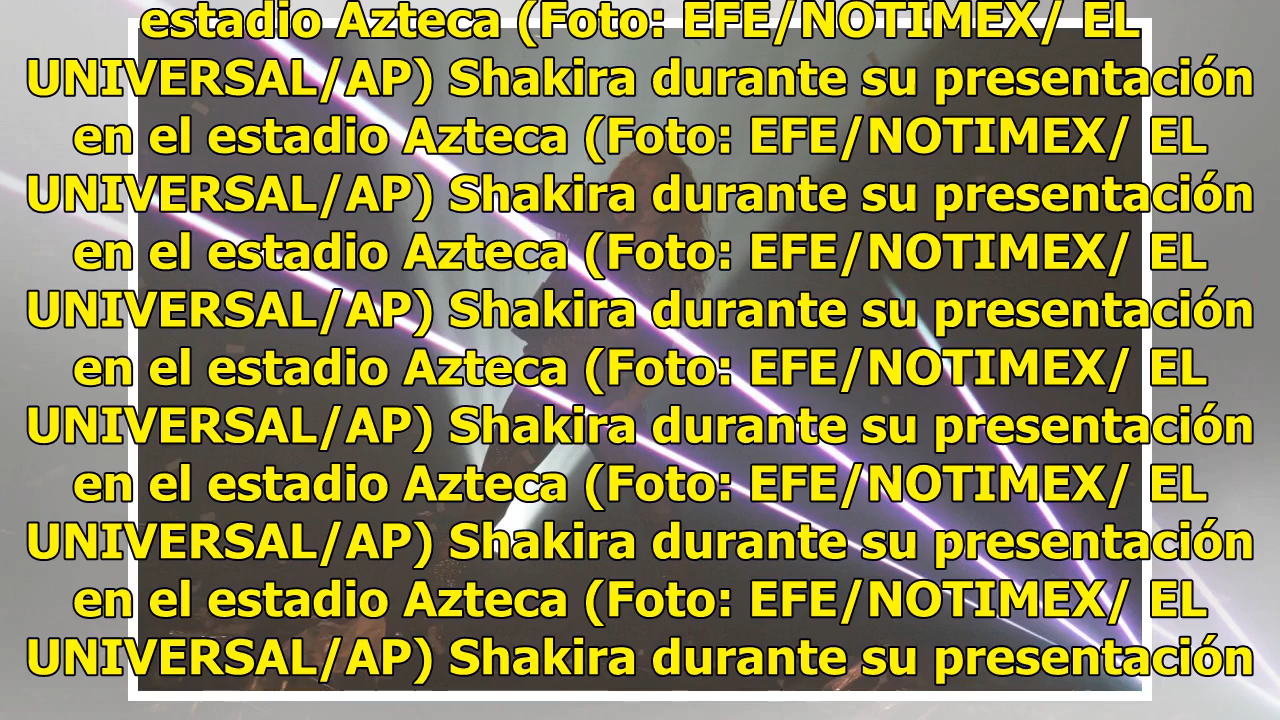 estadio Azteca (Foto: EFE/NOTIMEX/ EL
UNIVERSAL/AP) Shakira durante su presentación
en el estadio Azteca (Foto: EFE/NOTIMEX/ EL
UNIVERSAL/AP) Shakira durante su presentación
en el estadio Azteca (Foto: EFE/NOTIMEX/ EL
UNIVERSAL/AP) Shakira durante su presentación
en el estadio Azteca (Foto: EFE/NOTIMEX/ EL
UNIVERSAL/AP) Shakira durante su presentación
en el estadio Azteca (Foto: EFE/NOTIMEX/ EL
UNIVERSAL/AP) Shakira durante su presentación
en el estadio Azteca (Foto: EFE/NOTIMEX/ EL
UNIVERSAL/AP) Shakira durante su presentación